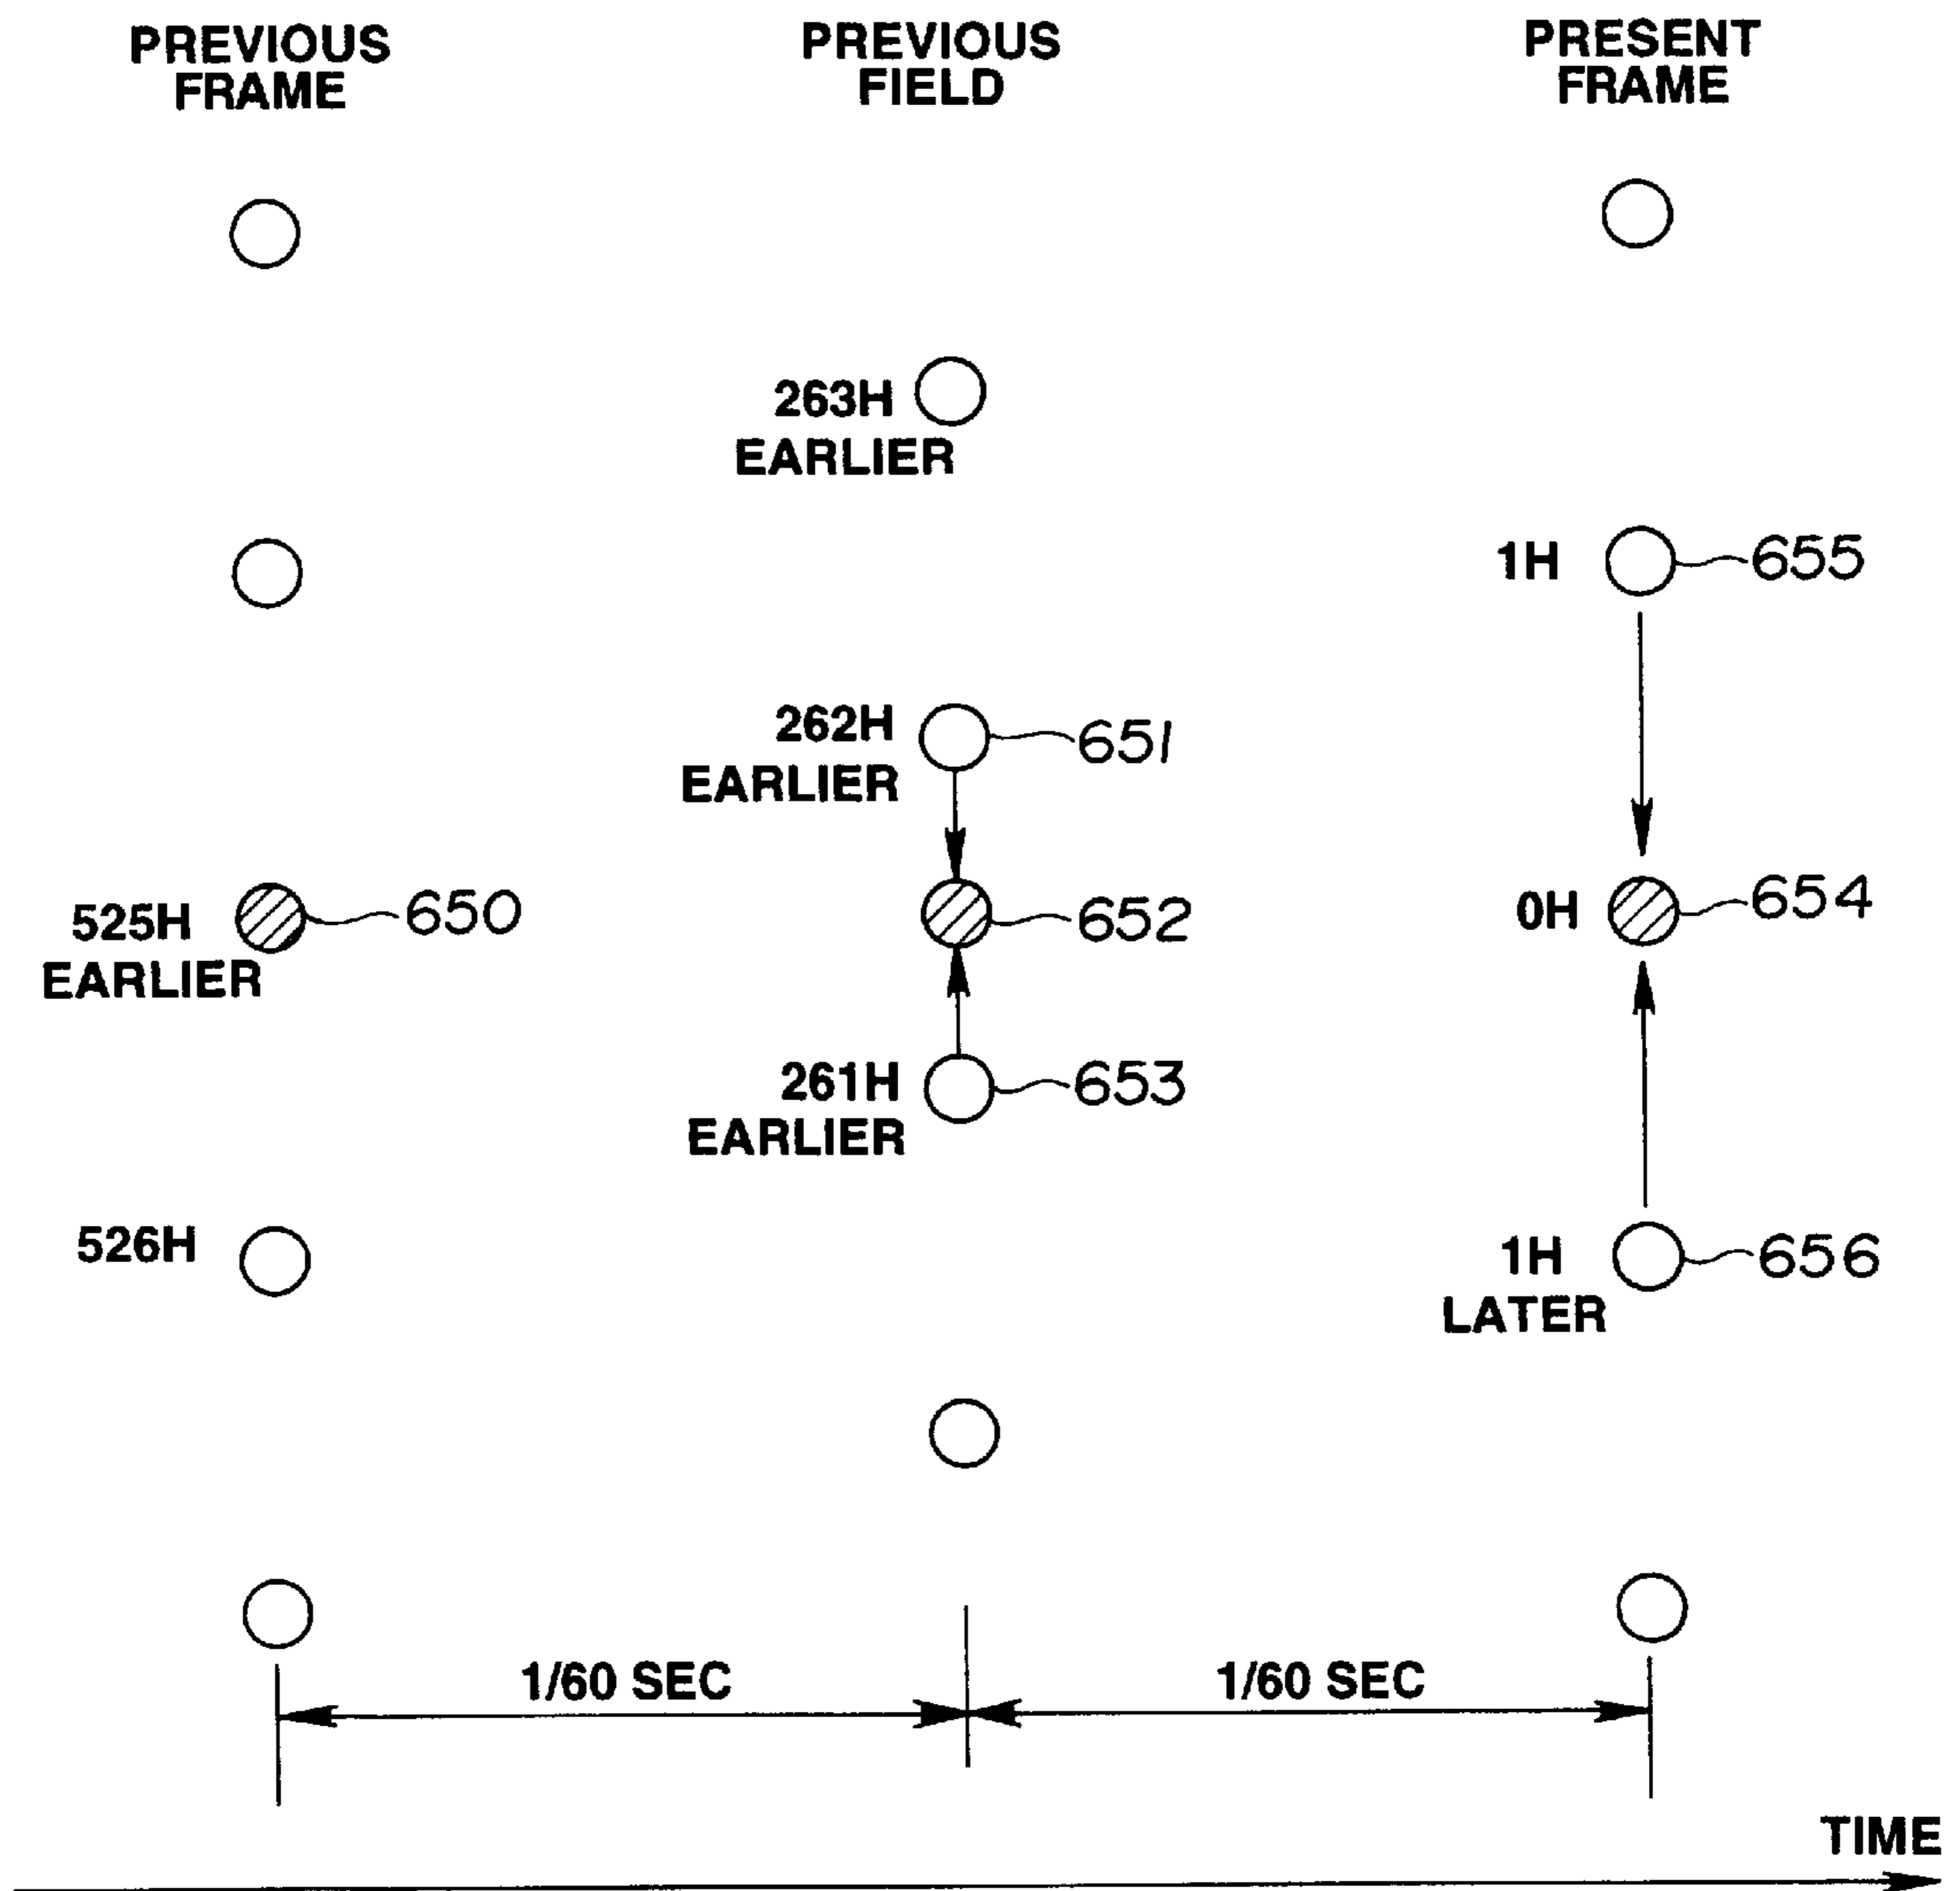 PREVIOUS
FRAME
PREVIOUS
FIELD
PRESENT
FRAME
263H
EARLIER
1H
655
262H
EARLIER
651
525H
EARLIER
650
652
0H
654
261H
EARLIER
653
526H
1H
LATER
656
1/60 SEC
1/60 SEC
TIME